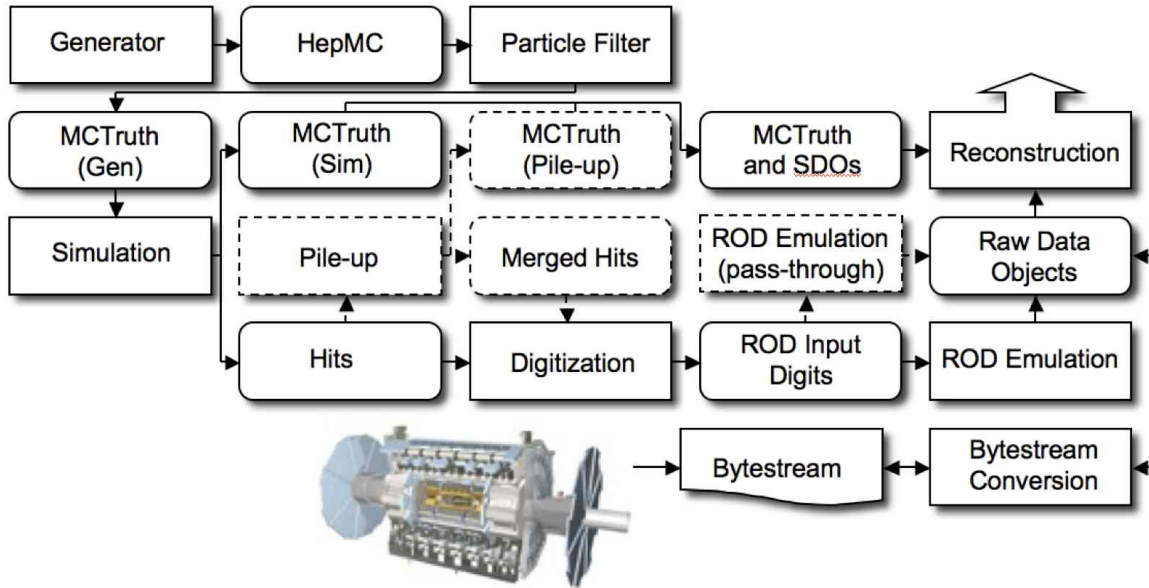 Generator
HepMC
Particle Filter
MCTruth
(Gen)
MCTruth
(Sim)
MCTruth
(Pile-up)
MCTruth
and SDOs
Reconstruction
Simulation
Pile-up
Merged Hits
ROD Emulation
(pass-through)
Raw Data
Objects
Hits
Digitization
ROD Input
Digits
ROD Emulation
Bytestream
Bytestream
Conversion